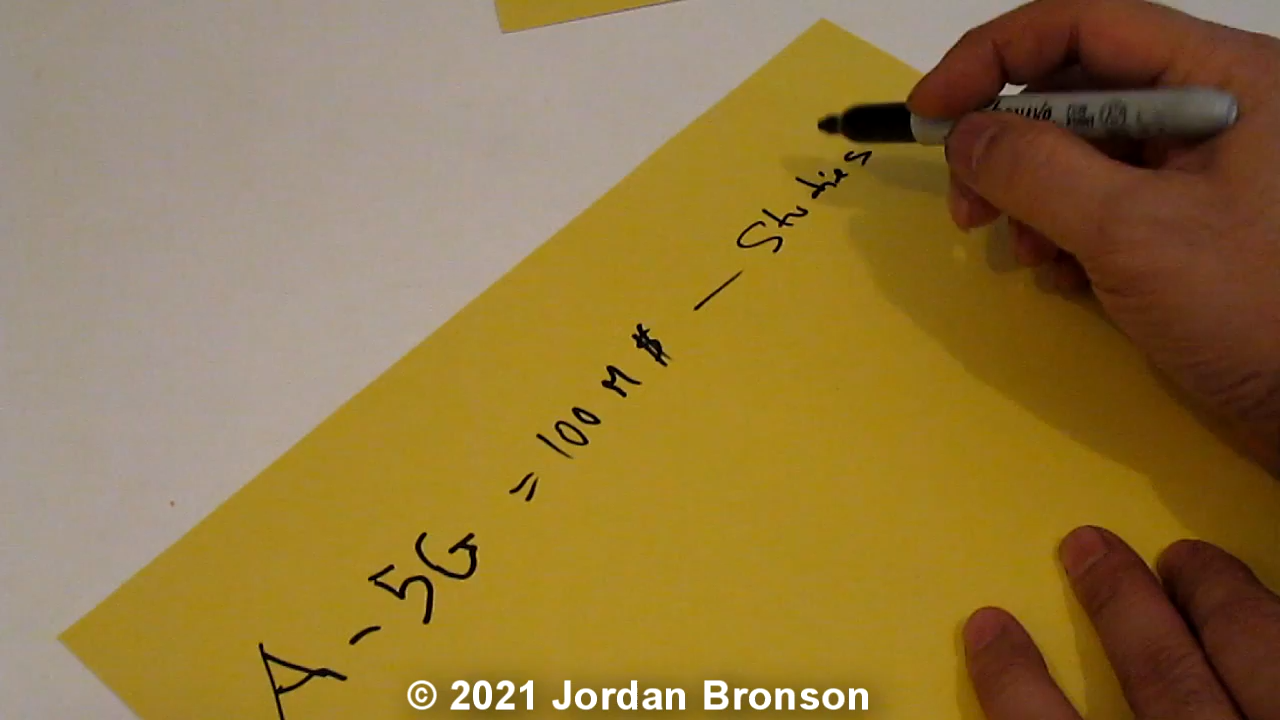 A - 5G = 100 M $ — Studies
© 2021 Jordan Bronson